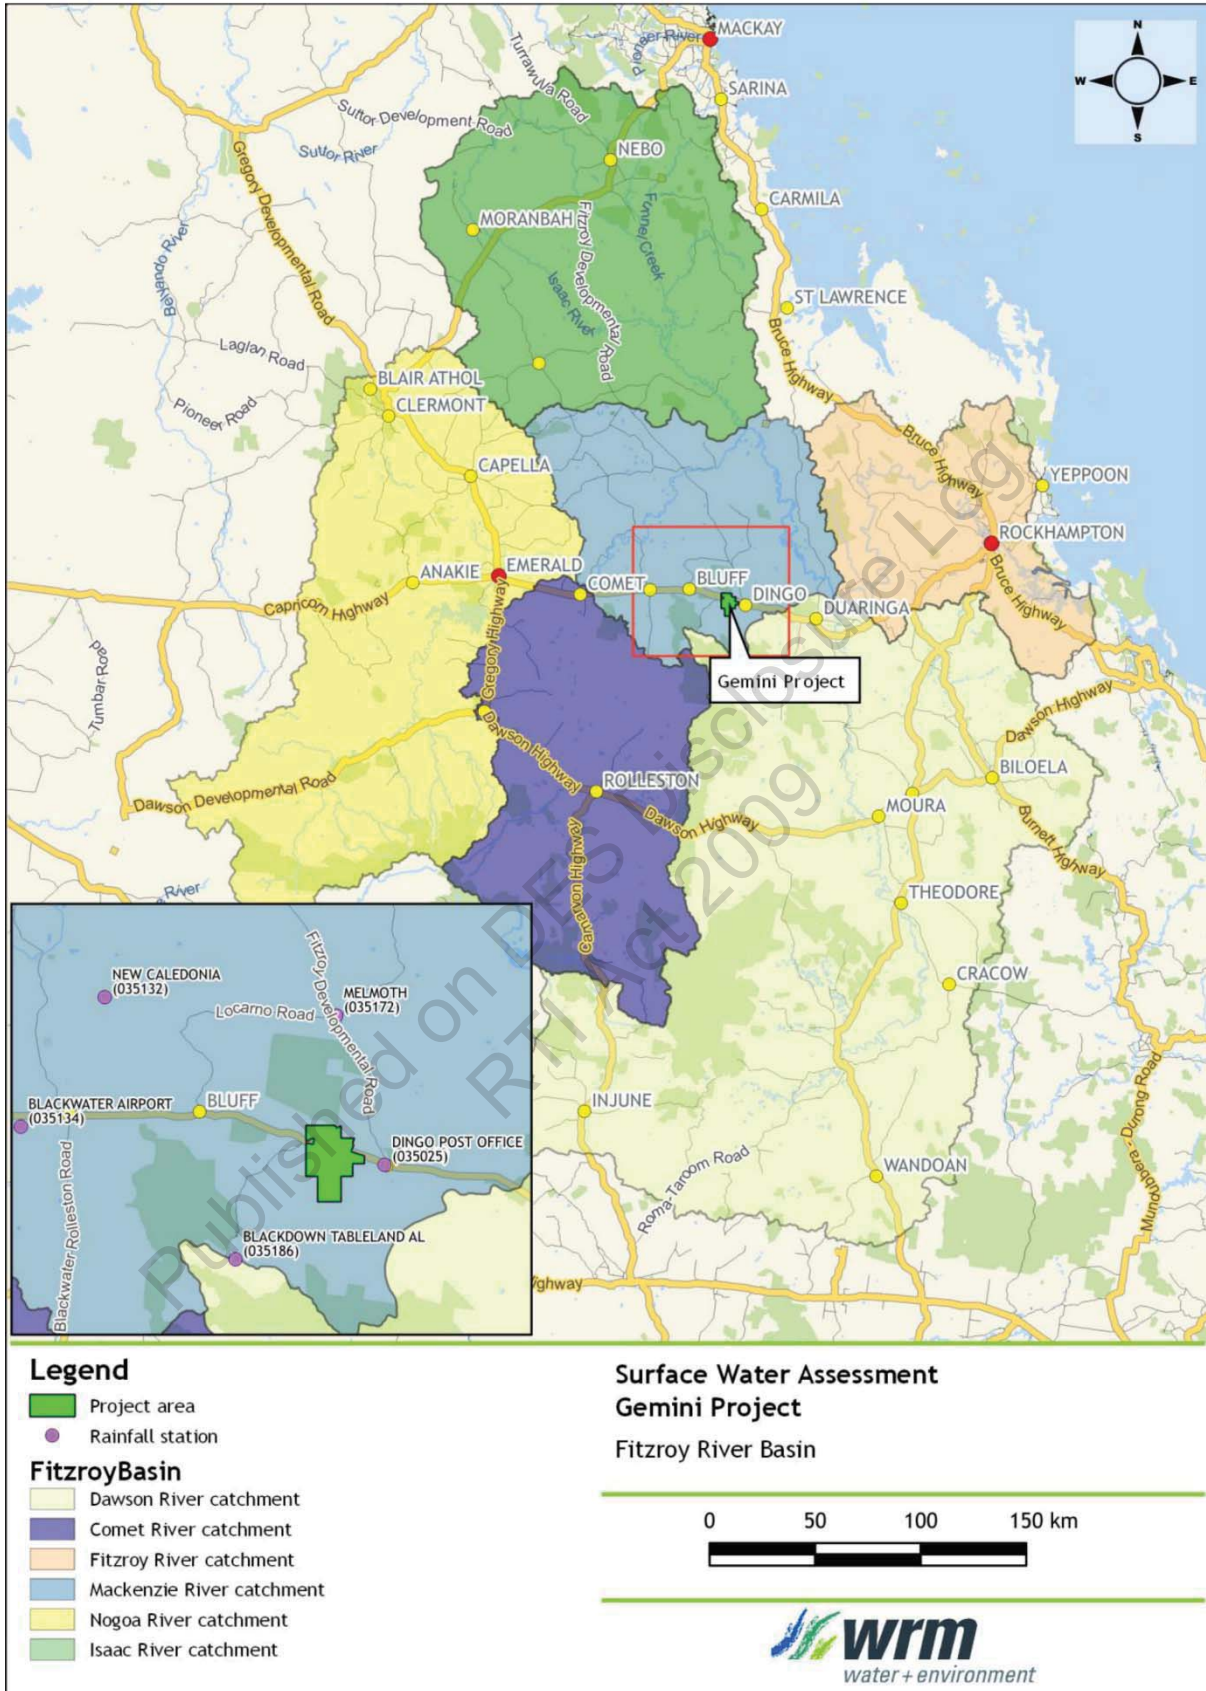 MACKAY
Pioneer River
SARINA
Turrawulla Road
Suttor Development Road
Suttor River
NEBO
Gregory Developmental Road
MORANBAH
Fitzroy Developmental Road
Funnel Creek
CARMILA
Belyando River
Isaac River
ST LAWRENCE
Bruce Highway
Laglan Road
BLAIR ATHOL
Pioneer Road
CLERMONT
Bruce Highway
CAPELLA
YEPPOON
ROCKHAMPTON
EMERALD
ANAKIE
COMET
BLUFF
DINGO
DUARINGA
Capricorn Highway
Gregory Highway
Bruce Highway
Gemini Project
Tumbar Road
Dawson Highway
Dawson Highway
Dawson Developmental Road
ROLLESTON
BILOELA
Dawson Highway
MOURA
Burnett Highway
Carnarvon Highway
River
THEODORE
CRACOW
INJUNE
WANDOAN
Roma-Taroom Road
Mundubbera - Durong Road
ighway
NEW CALEDONIA
(035132)
MELMOTH
(035172)
Locarno Road
Fitzroy Developmental Road
BLACKWATER AIRPORT
(035134)
BLUFF
DINGO POST OFFICE
(035025)
BLACKDOWN TABLELAND AL
(035186)
Blackwater-Rolleston Road
N
W
E
S
Published on DES Disclosure Log
RTI Act 2009
Legend
Project area
Rainfall station
FitzroyBasin
Dawson River catchment
Comet River catchment
Fitzroy River catchment
Mackenzie River catchment
Nogoa River catchment
Isaac River catchment
Surface Water Assessment
Gemini Project
Fitzroy River Basin
0 50 100 150 km
wrm
water + environment